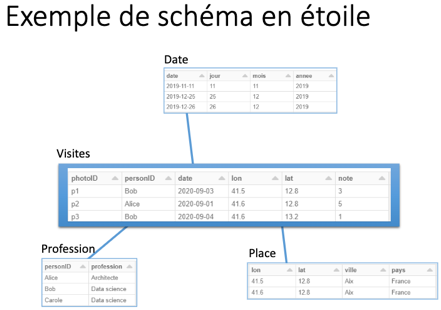 Exemple de schéma en étoile
Date
date jour mois annee
2019-11-11 11 11 2019
2019-12-25 25 12 2019
2019-12-26 26 12 2019
Visites
photoID personID date lon lat note
p1 Bob 2020-09-03 41.5 12.8 3
p2 Alice 2020-09-01 41.6 12.8 5
p3 Bob 2020-09-04 41.6 13.2 1
Profession
personID profession
Alice Architecte
Bob Data science
Carole Data science
Place
lon lat ville pays
41.5 12.8 Aix France
41.6 12.8 Aix France